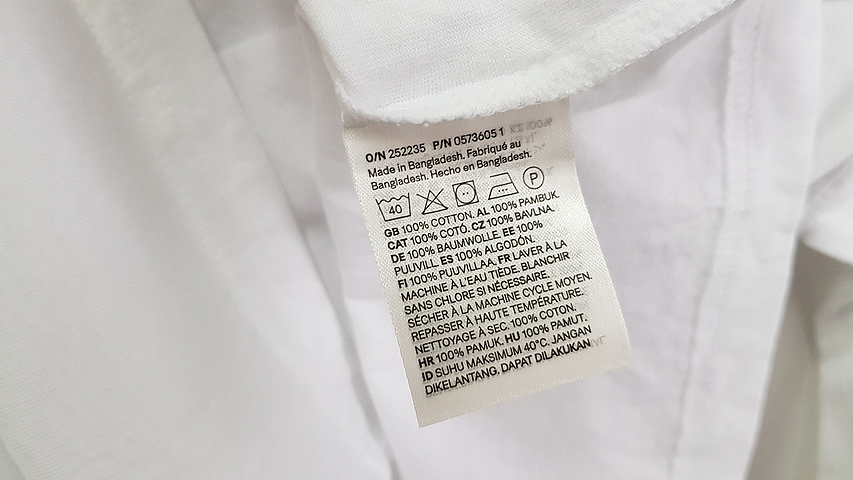 O/N 252235 P/N 0573605 1
Made in Bangladesh. Fabriqué au
Bangladesh. Hecho en Bangladesh.
40 P
GB 100% COTTON. AL 100% PAMBUK.
CAT 100% COTÓ. CZ 100% BAVLNA.
DE 100% BAUMWOLLE. EE 100%
PUUVILL. ES 100% ALGODÓN.
FI 100% PUUVILLAA. FR LAVER À LA
MACHINE À L'EAU TIÈDE. BLANCHIR
SANS CHLORE SI NÉCESSAIRE.
SÉCHER À LA MACHINE CYCLE MOYEN.
REPASSER À HAUTE TEMPÉRATURE.
NETTOYAGE À SEC. 100% COTON.
HR 100% PAMUK. HU 100% PAMUT.
ID SUHU MAKSIMUM 40°C. JANGAN
DIKELANTANG. DAPAT DILAKUKAN